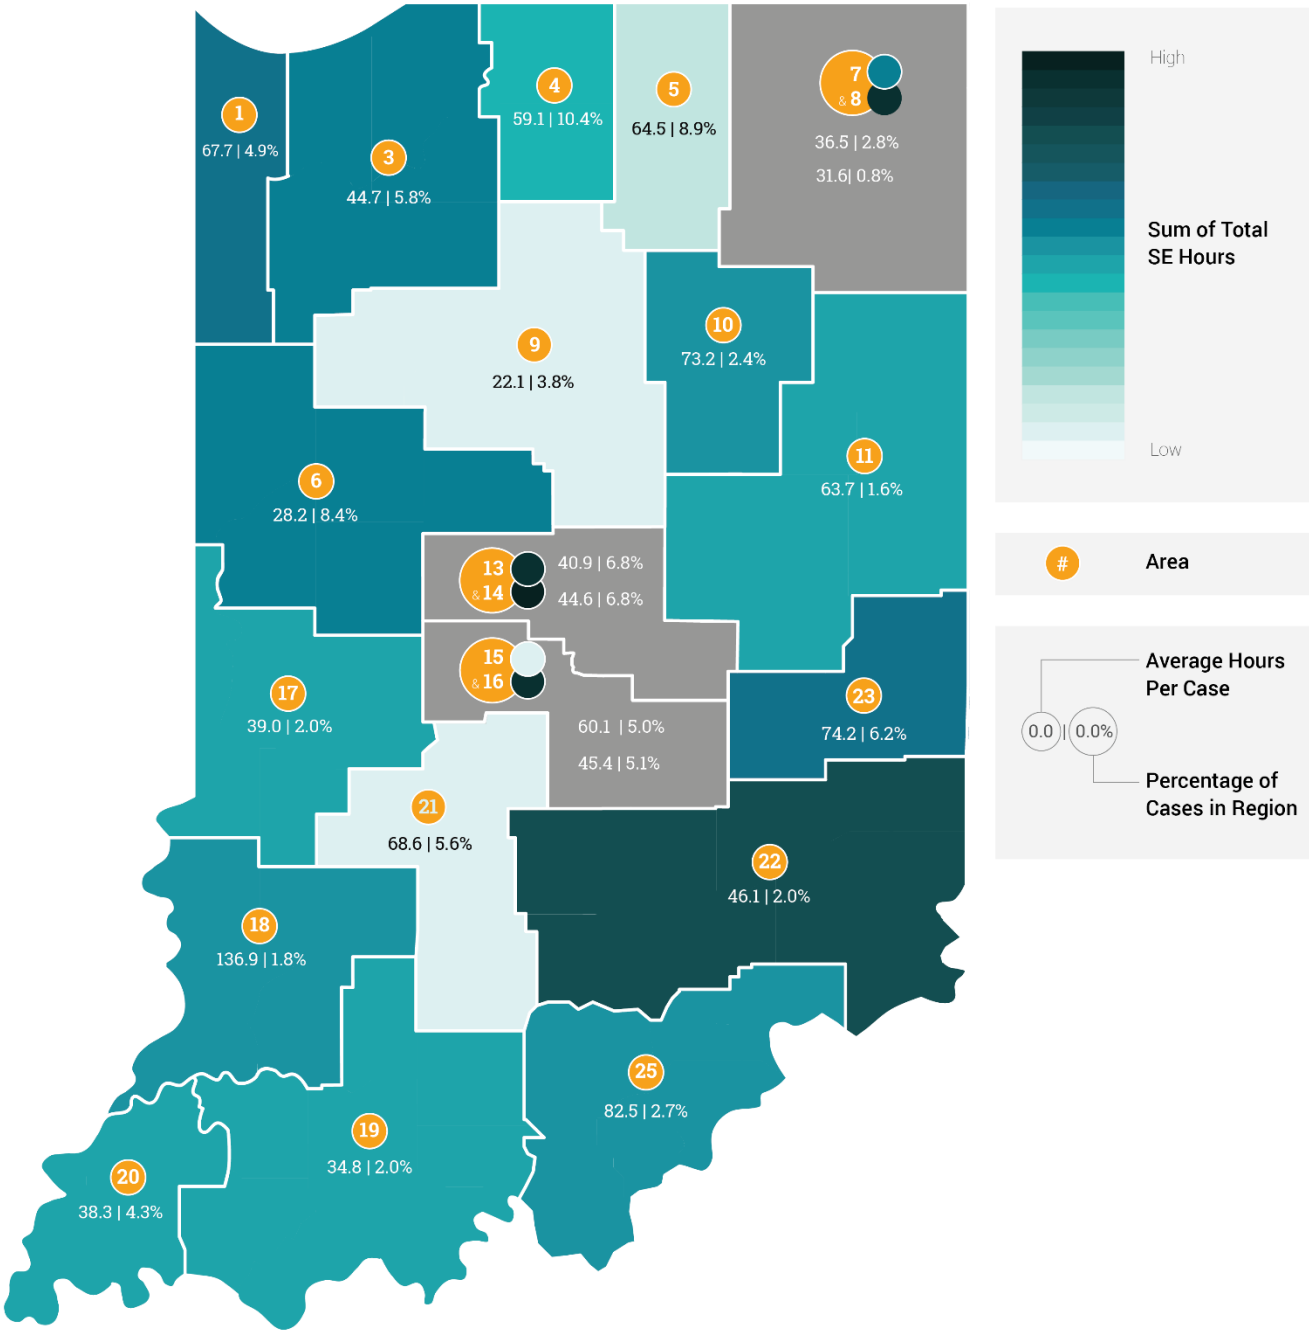 1
67.7 | 4.9%
3
44.7 | 5.8%
4
59.1 | 10.4%
5
64.5 | 8.9%
7
& 8
36.5 | 2.8%
31.6| 0.8%
9
22.1 | 3.8%
10
73.2 | 2.4%
11
63.7 | 1.6%
6
28.2 | 8.4%
13
& 14
40.9 | 6.8%
44.6 | 6.8%
15
& 16
60.1 | 5.0%
45.4 | 5.1%
17
39.0 | 2.0%
23
74.2 | 6.2%
21
68.6 | 5.6%
22
46.1 | 2.0%
18
136.9 | 1.8%
25
82.5 | 2.7%
19
34.8 | 2.0%
20
38.3 | 4.3%
High
Sum of Total
SE Hours
Low
#
Area
Average Hours
Per Case
0.0 | 0.0%
Percentage of
Cases in Region